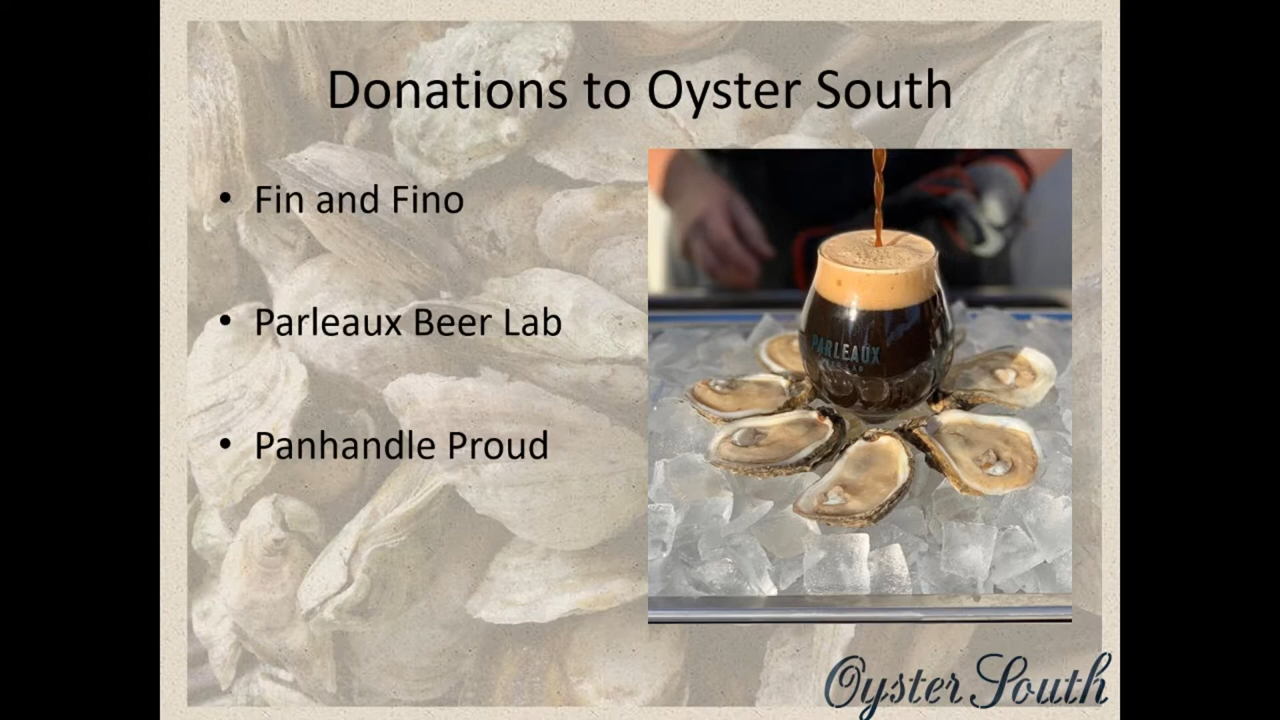 Donations to Oyster South
• Fin and Fino
• Parleaux Beer Lab
• Panhandle Proud
PARLEAUX
Oyster South